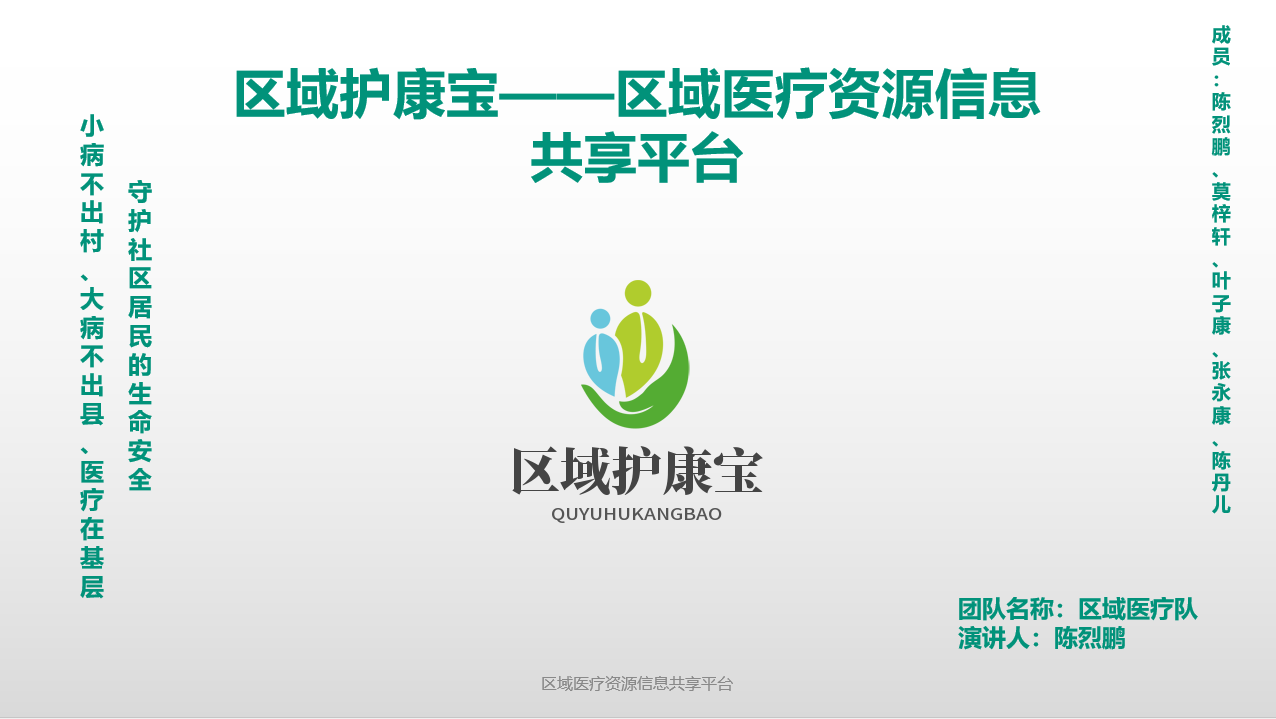 区域护康宝——区域医疗资源信息
共享平台
小病不出村、大病不出县、医疗在基层
守护社区居民的生命安全
成员：陈烈鹏、莫梓轩、叶子康、张永康、陈丹儿
区域护康宝
QUYUHUKANGBAO
团队名称：区域医疗队
演讲人：陈烈鹏
区域医疗资源信息共享平台